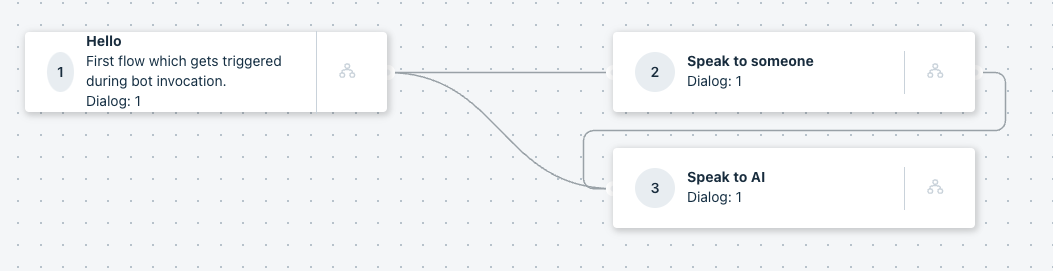 1
Hello
First flow which gets triggered
during bot invocation.
Dialog: 1
2
Speak to someone
Dialog: 1
3
Speak to AI
Dialog: 1